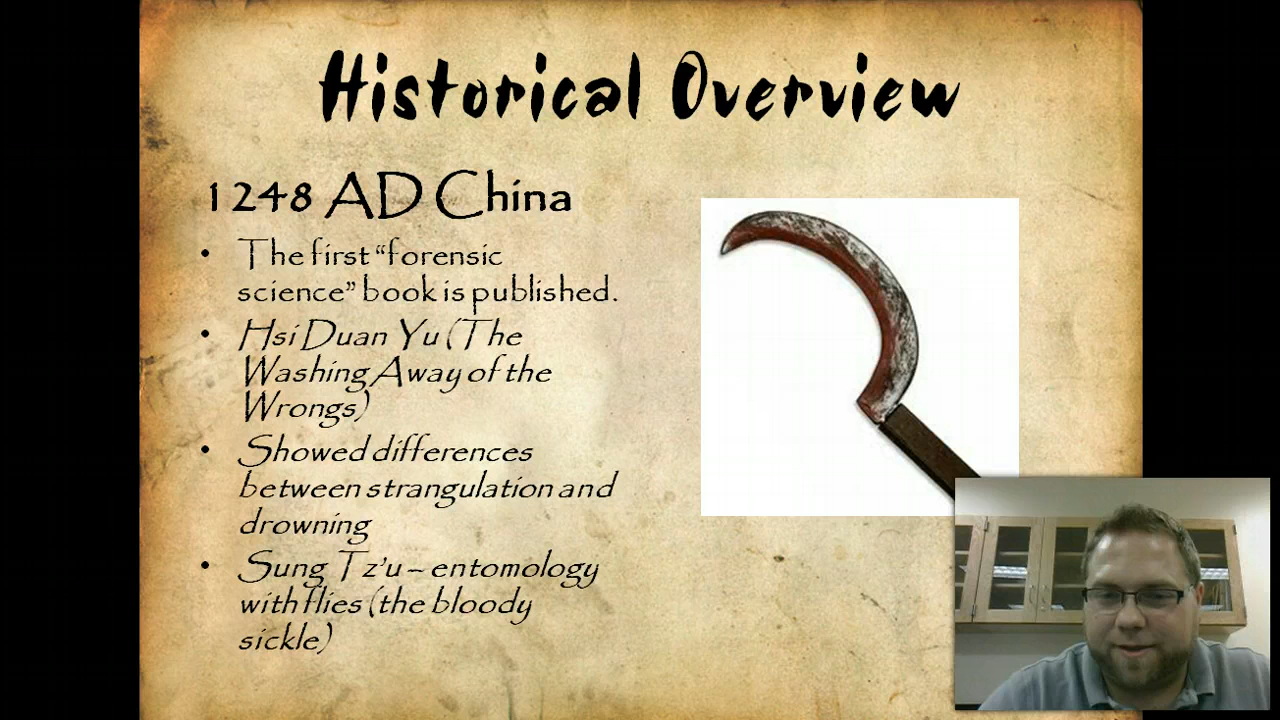 Historical Overview
1248 AD China
• The first “forensic
science” book is published.
• Hsi Duan Yu (The
Washing Away of the
Wrongs)
• Showed differences
between strangulation and
drowning
• Sung Tz’u – entomology
with flies (the bloody
sickle)